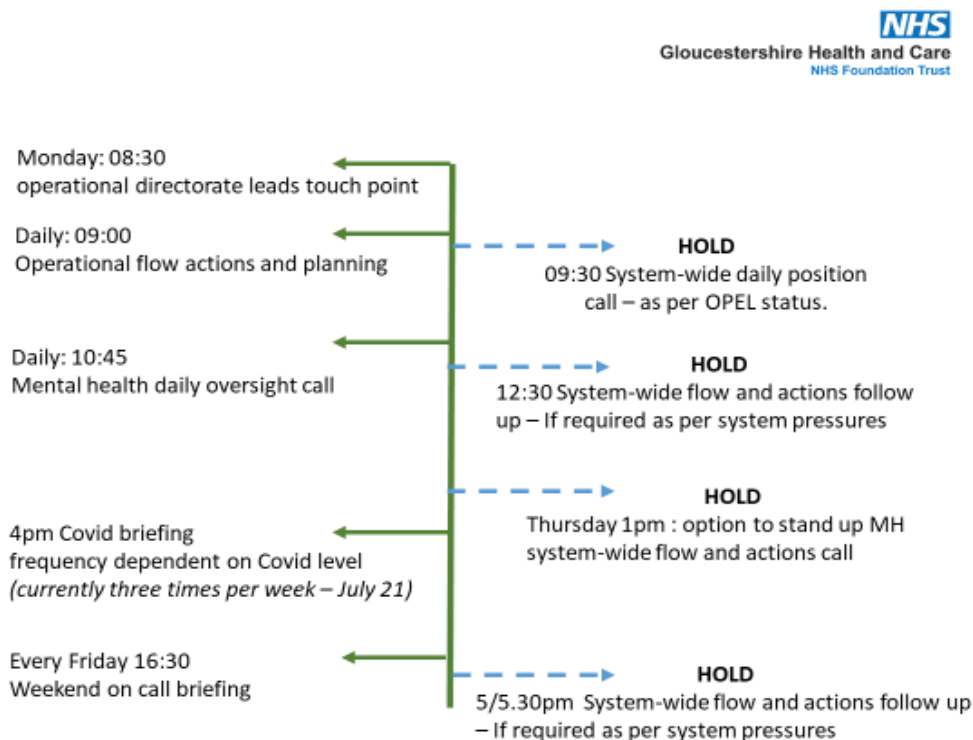 NHS
Gloucestershire Health and Care
NHS Foundation Trust
Monday: 08:30
operational directorate leads touch point
Daily: 09:00
Operational flow actions and planning
HOLD
09:30 System-wide daily position
call – as per OPEL status.
Daily: 10:45
Mental health daily oversight call
HOLD
12:30 System-wide flow and actions follow
up – If required as per system pressures
HOLD
Thursday 1pm : option to stand up MH
system-wide flow and actions call
4pm Covid briefing
frequency dependent on Covid level
(currently three times per week – July 21)
Every Friday 16:30
Weekend on call briefing
HOLD
5/5.30pm System-wide flow and actions follow up
– If required as per system pressures